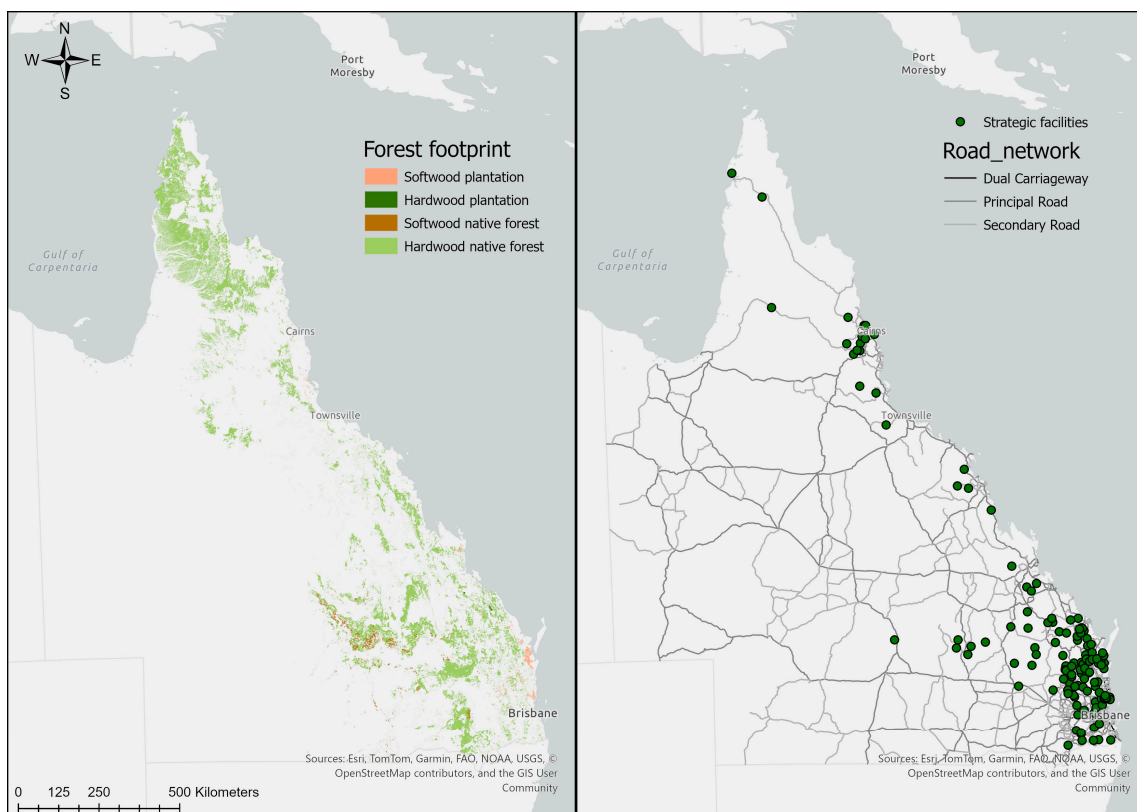 N
W E
S
Port
Moresby
Forest footprint
Softwood plantation
Hardwood plantation
Softwood native forest
Hardwood native forest
Gulf of
Carpentaria
Cairns
Townsville
Brisbane
Sources: Esri, TomTom, Garmin, FAO, NOAA, USGS, ©
OpenStreetMap contributors, and the GIS User
Community
0 125 250 500 Kilometers
Port
Moresby
Strategic facilities
Road_network
Dual Carriageway
Principal Road
Secondary Road
Gulf of
Carpentaria
Cairns
Townsville
Brisbane
Sources: Esri, TomTom, Garmin, FAO, NOAA, USGS, ©
OpenStreetMap contributors, and the GIS User
Community